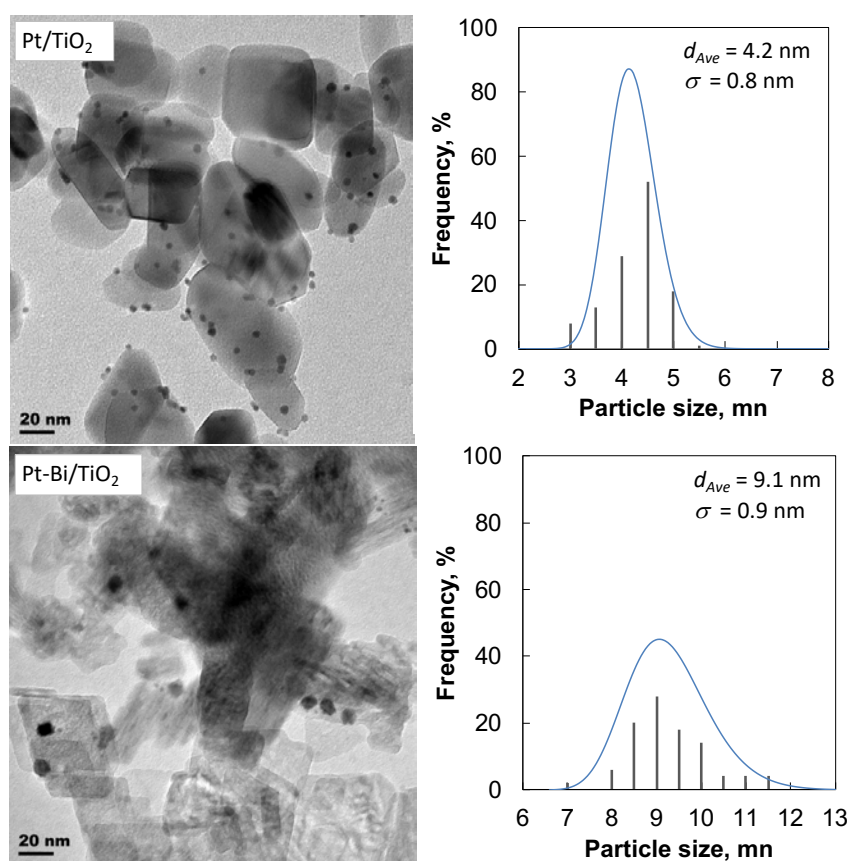 Pt/TiO₂
20 nm
100
80
60
40
20
0
Frequency, %
d_Ave = 4.2 nm
σ = 0.8 nm
2 3 4 5 6 7 8
Particle size, mn
Pt-Bi/TiO₂
20 nm
100
80
60
40
20
0
Frequency, %
d_Ave = 9.1 nm
σ = 0.9 nm
6 7 8 9 10 11 12 13
Particle size, mn